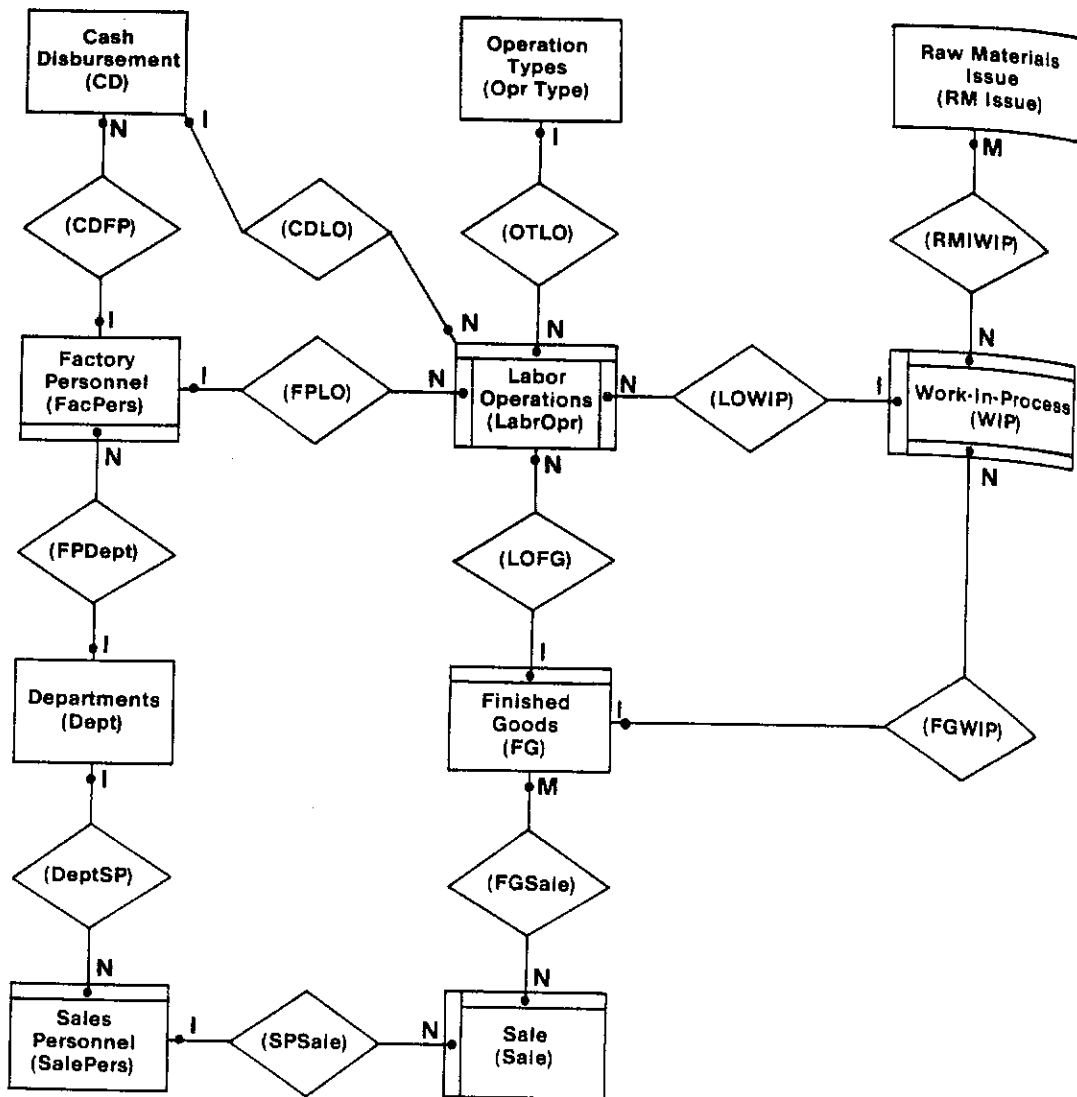 Cash
Disbursement
(CD)
Operation
Types
(Opr Type)
Raw Materials
Issue
(RM Issue)
N
I
I
M
(CDFP)
(CDLO)
(OTLO)
(RMIWIP)
I
N
N
N
Factory
Personnel
(FacPers)
I
(FPLO)
N
Labor
Operations
(LabrOpr)
N
(LOWIP)
I
Work-In-Process
(WIP)
N
N
N
(FPDept)
(LOFG)
I
I
Departments
(Dept)
Finished
Goods
(FG)
I
(FGWIP)
I
M
(DeptSP)
(FGSale)
N
N
Sales
Personnel
(SalePers)
I
(SPSale)
N
Sale
(Sale)